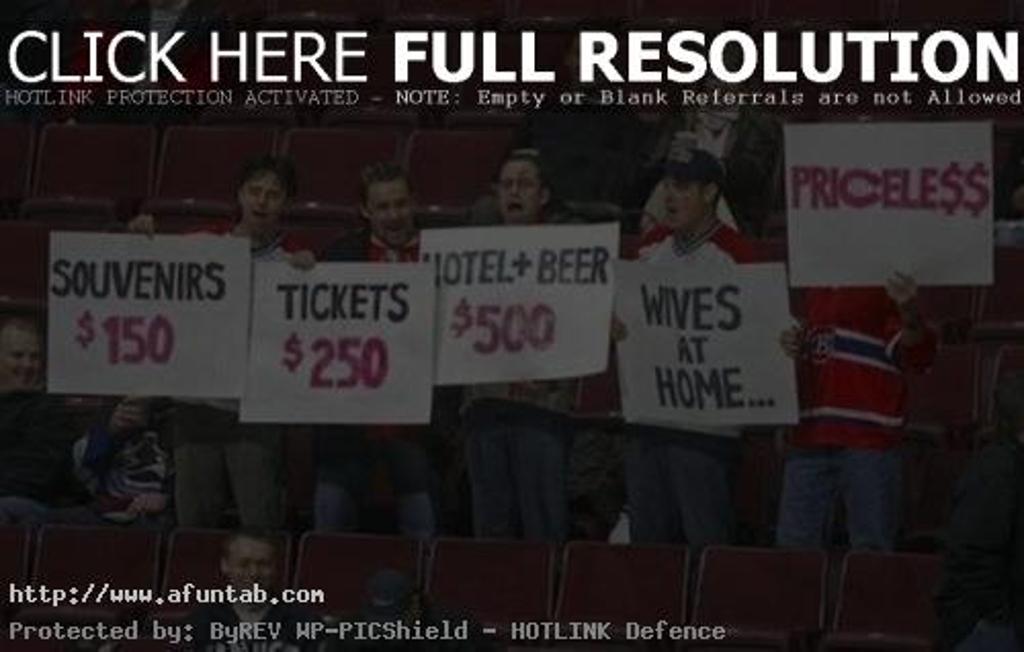 CLICK HERE FULL RESOLUTION
HOTLINK PROTECTION ACTIVATED - NOTE: Empty or Blank Referrals are not Allowed
SOUVENIRS
$150
TICKETS
$250
HOTEL+BEER
$500
WIVES
AT
HOME...
PRICELE$$
http://www.afuntab.com
Protected by: ByREV WP-PICShield - HOTLINK Defence